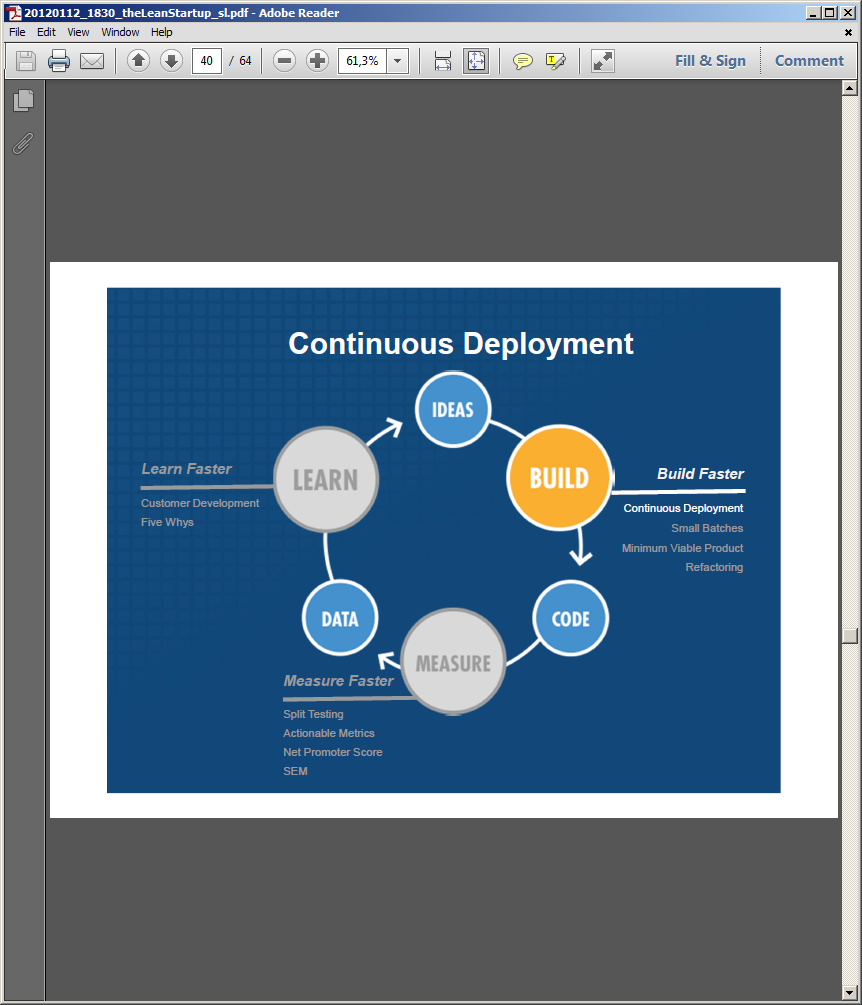 20120112_1830_theLeanStartup_sl.pdf - Adobe Reader
File Edit View Window Help
40 / 64 61,3% Fill & Sign Comment
Continuous Deployment
IDEAS
LEARN
BUILD
Learn Faster
Customer Development
Five Whys
Build Faster
Continuous Deployment
Small Batches
Minimum Viable Product
Refactoring
DATA
CODE
MEASURE
Measure Faster
Split Testing
Actionable Metrics
Net Promoter Score
SEM